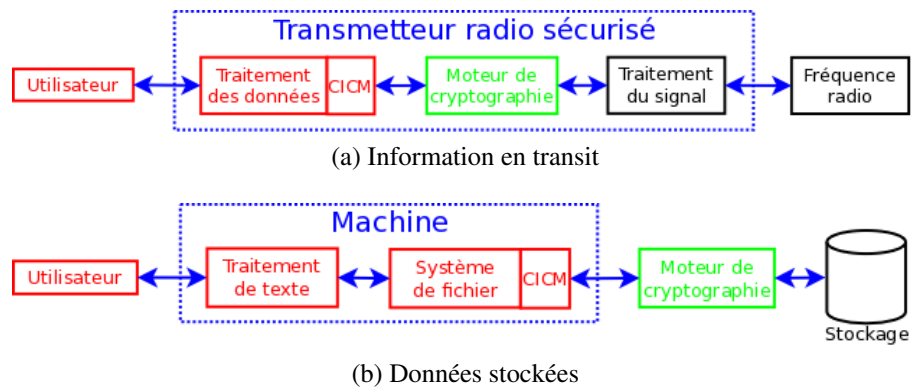 Transmetteur radio sécurisé
Utilisateur
Traitement
des données
CICM
Moteur de
cryptographie
Traitement
du signal
Fréquence
radio
(a) Information en transit
Machine
Utilisateur
Traitement
de texte
Système
de fichier
CICM
Moteur de
cryptographie
Stockage
(b) Données stockées